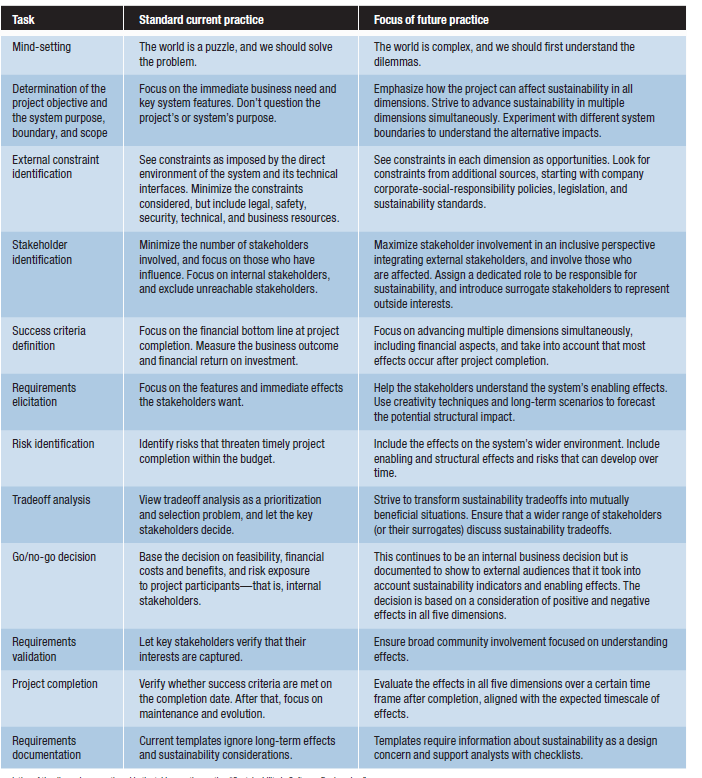 Task Standard current practice Focus of future practice
Mind-setting
The world is a puzzle, and we should solve
the problem.
The world is complex, and we should first understand the
dilemmas.
Determination of the
project objective and
the system purpose,
boundary, and scope
Focus on the immediate business need and
key system features. Don't question the
project's or system's purpose.
Emphasize how the project can affect sustainability in all
dimensions. Strive to advance sustainability in multiple
dimensions simultaneously. Experiment with different system
boundaries to understand the alternative impacts.
External constraint
identification
See constraints as imposed by the direct
environment of the system and its technical
interfaces. Minimize the constraints
considered, but include legal, safety,
security, technical, and business resources.
See constraints in each dimension as opportunities. Look for
constraints from additional sources, starting with company
corporate-social-responsibility policies, legislation, and
sustainability standards.
Stakeholder
identification
Minimize the number of stakeholders
involved, and focus on those who have
influence. Focus on internal stakeholders,
and exclude unreachable stakeholders.
Maximize stakeholder involvement in an inclusive perspective
integrating external stakeholders, and involve those who
are affected. Assign a dedicated role to be responsible for
sustainability, and introduce surrogate stakeholders to represent
outside interests.
Success criteria
definition
Focus on the financial bottom line at project
completion. Measure the business outcome
and financial return on investment.
Focus on advancing multiple dimensions simultaneously,
including financial aspects, and take into account that most
effects occur after project completion.
Requirements
elicitation
Focus on the features and immediate effects
the stakeholders want.
Help the stakeholders understand the system's enabling effects.
Use creativity techniques and long-term scenarios to forecast
the potential structural impact.
Risk identification
Identify risks that threaten timely project
completion within the budget.
Include the effects on the system's wider environment. Include
enabling and structural effects and risks that can develop over
time.
Tradeoff analysis
View tradeoff analysis as a prioritization
and selection problem, and let the key
stakeholders decide.
Strive to transform sustainability tradeoffs into mutually
beneficial situations. Ensure that a wider range of stakeholders
(or their surrogates) discuss sustainability tradeoffs.
Go/no-go decision
Base the decision on feasibility, financial
costs and benefits, and risk exposure
to project participants—that is, internal
stakeholders.
This continues to be an internal business decision but is
documented to show to external audiences that it took into
account sustainability indicators and enabling effects. The
decision is based on a consideration of positive and negative
effects in all five dimensions.
Requirements
validation
Let key stakeholders verify that their
interests are captured.
Ensure broad community involvement focused on understanding
effects.
Project completion
Verify whether success criteria are met on
the completion date. After that, focus on
maintenance and evolution.
Evaluate the effects in all five dimensions over a certain time
frame after completion, aligned with the expected timescale of
effects.
Requirements
documentation
Current templates ignore long-term effects
and sustainability considerations.
Templates require information about sustainability as a design
concern and support analysts with checklists.